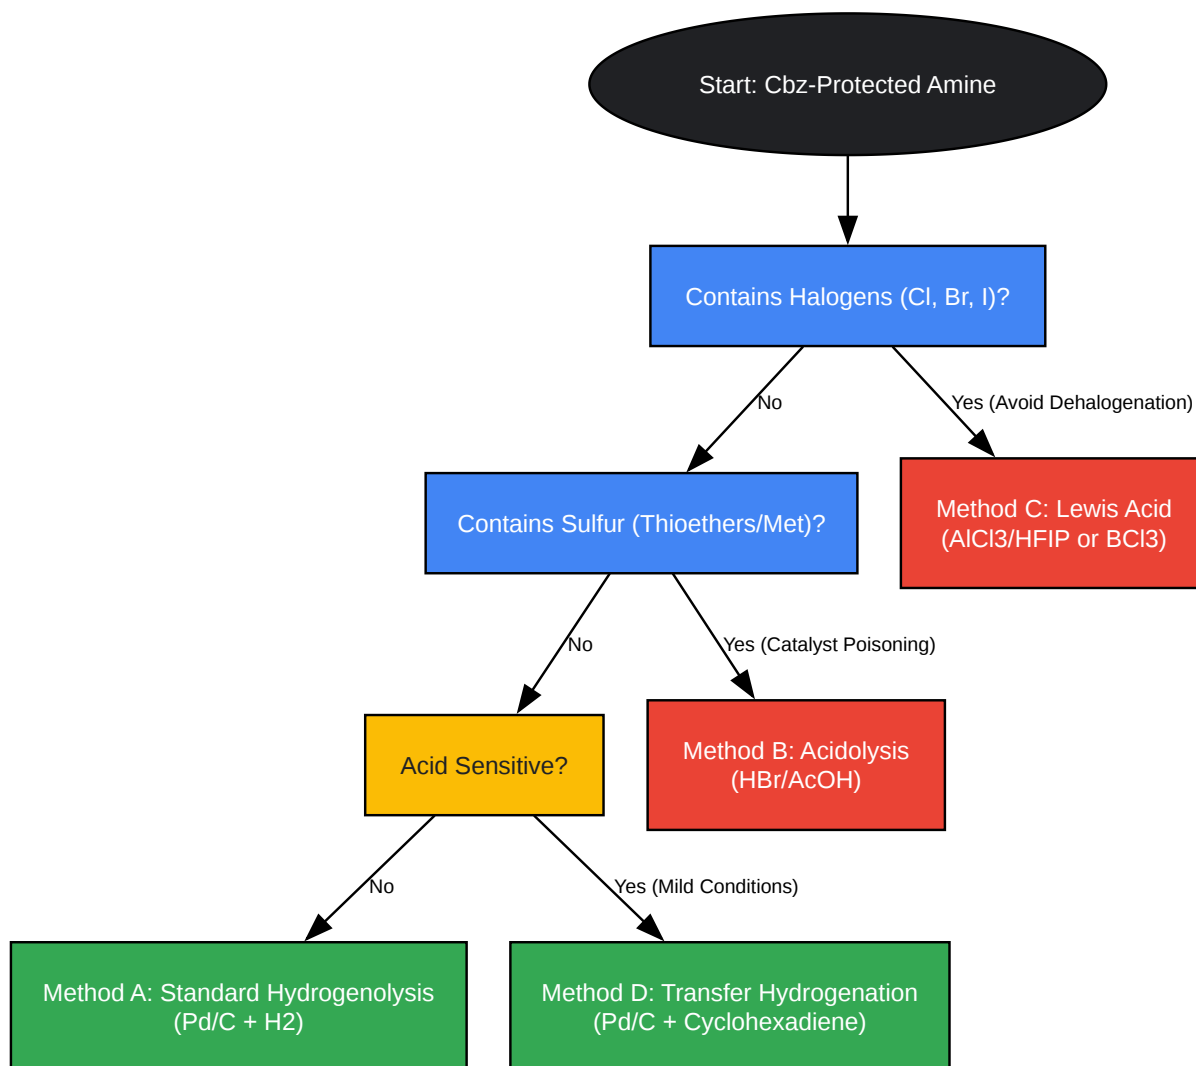 Start: Cbz-Protected Amine
Contains Halogens (Cl, Br, I)?
No
Yes (Avoid Dehalogenation)
Contains Sulfur (Thioethers/Met)?
Method C: Lewis Acid
(AlCl3/HFIP or BCl3)
No
Yes (Catalyst Poisoning)
Acid Sensitive?
Method B: Acidolysis
(HBr/AcOH)
No
Yes (Mild Conditions)
Method A: Standard Hydrogenolysis
(Pd/C + H2)
Method D: Transfer Hydrogenation
(Pd/C + Cyclohexadiene)